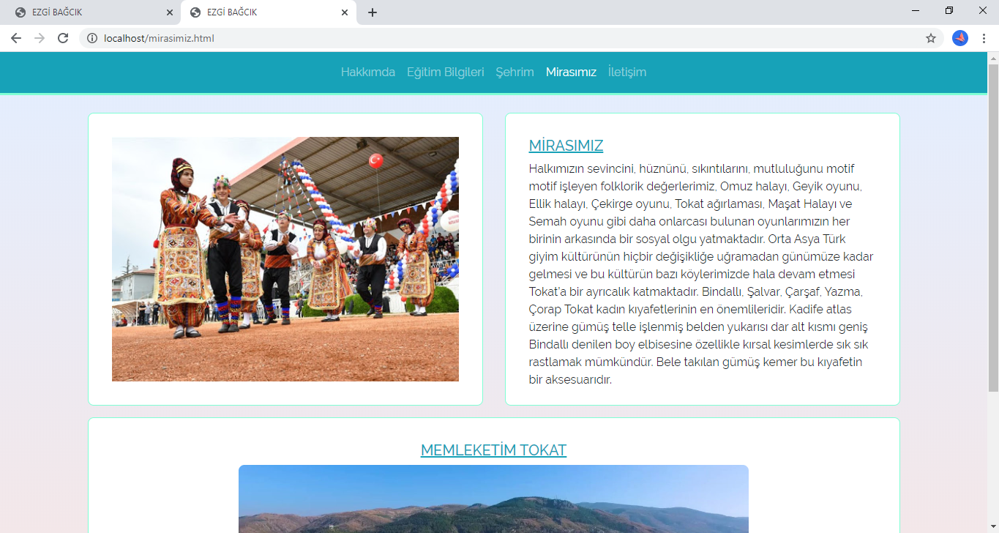 EZGİ BAĞCIK
EZGİ BAĞCIK
localhost/mirasimiz.html
Hakkımda Eğitim Bilgileri Şehrim Mirasımız İletişim
MİRASIMIZ
Halkımızın sevincini, hüznünü, sıkıntılarını, mutluluğunu motif
motif işleyen folklorik değerlerimiz, Omuz halayı, Geyik oyunu,
Ellik halayı, Çekirge oyunu, Tokat ağırlaması, Maşat Halayı ve
Semah oyunu gibi daha onlarcası bulunan oyunlarımızın her
birinin arkasında bir sosyal olgu yatmaktadır. Orta Asya Türk
giyim kültürünün hiçbir değişikliğe uğramadan günümüze kadar
gelmesi ve bu kültürün bazı köylerimizde hala devam etmesi
Tokat'a bir ayrıcalık katmaktadır. Bindallı, Şalvar, Çarşaf, Yazma,
Çorap Tokat kadın kıyafetlerinin en önemlileridir. Kadife atlas
üzerine gümüş telle işlenmiş belden yukarısı dar alt kısmı geniş
Bindallı denilen boy elbisesine özellikle kırsal kesimlerde sık sık
rastlamak mümkündür. Bele takılan gümüş kemer bu kıyafetin
bir aksesuarıdır.
MEMLEKETİM TOKAT